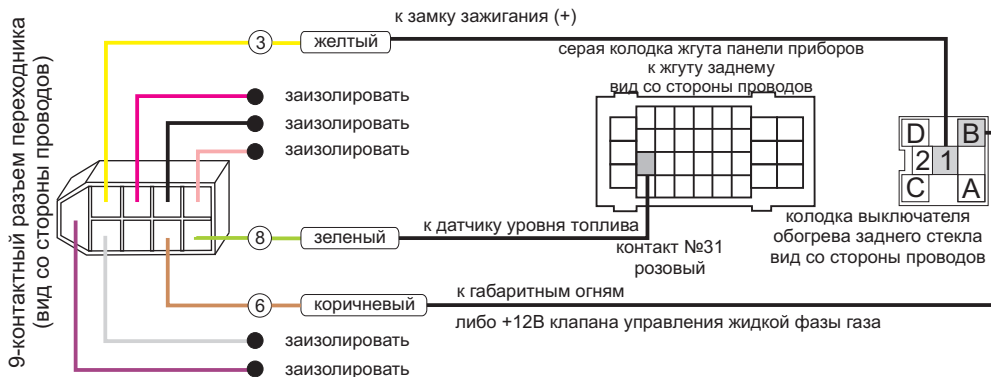 9-контактный разъем переходника
(вид со стороны проводов)
к замку зажигания (+)
3
желтый
серая колодка жгута панели приборов
к жгуту заднему
вид со стороны проводов
заизолировать
заизолировать
заизолировать
D
B
2
1
C
A
колодка выключателя
обогрева заднего стекла
вид со стороны проводов
8
зеленый
к датчику уровня топлива
контакт №31
розовый
6
коричневый
к габаритным огням
либо +12В клапана управления жидкой фазы газа
заизолировать
заизолировать